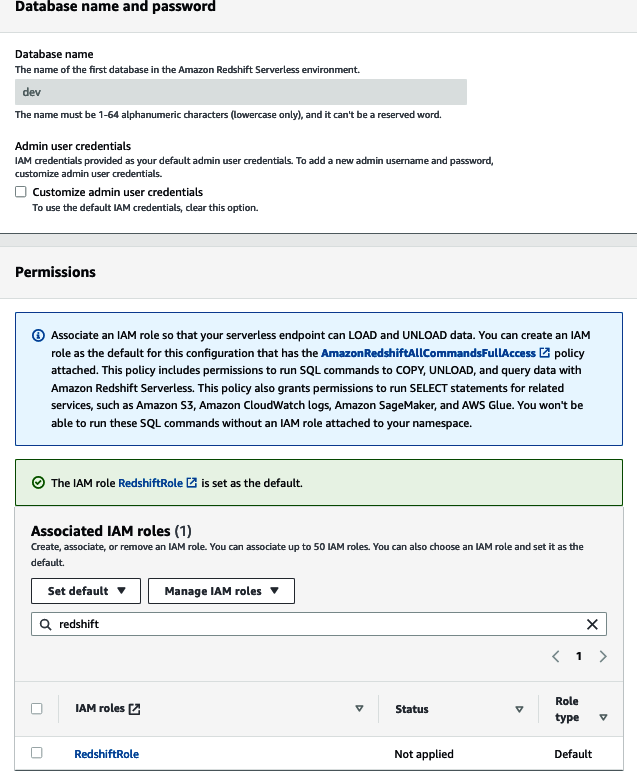 Database name and password
Database name
The name of the first database in the Amazon Redshift Serverless environment.
dev
The name must be 1-64 alphanumeric characters (lowercase only), and it can't be a reserved word.
Admin user credentials
IAM credentials provided as your default admin user credentials. To add a new admin username and password,
customize admin user credentials.
Customize admin user credentials
To use the default IAM credentials, clear this option.
Permissions
Associate an IAM role so that your serverless endpoint can LOAD and UNLOAD data. You can create an IAM
role as the default for this configuration that has the AmazonRedshiftAllCommandsFullAccess policy
attached. This policy includes permissions to run SQL commands to COPY, UNLOAD, and query data with
Amazon Redshift Serverless. This policy also grants permissions to run SELECT statements for related
services, such as Amazon S3, Amazon CloudWatch logs, Amazon SageMaker, and AWS Glue. You won't be
able to run these SQL commands without an IAM role attached to your namespace.
The IAM role RedshiftRole is set as the default.
Associated IAM roles (1)
Create, associate, or remove an IAM role. You can associate up to 50 IAM roles. You can also choose an IAM role and set it as the
default.
Set default Manage IAM roles
redshift
1
IAM roles Status Role
type
RedshiftRole Not applied Default